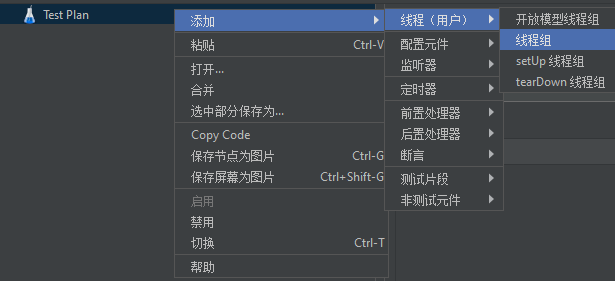 Test Plan
添加
粘贴 Ctrl-V
打开...
合并
选中部分保存为...
Copy Code
保存节点为图片 Ctrl-G
保存屏幕为图片 Ctrl+Shift-G
启用
禁用
切换 Ctrl-T
帮助
线程（用户）
配置元件
监听器
定时器
前置处理器
后置处理器
断言
测试片段
非测试元件
开放模型线程组
线程组
setUp 线程组
tearDown 线程组